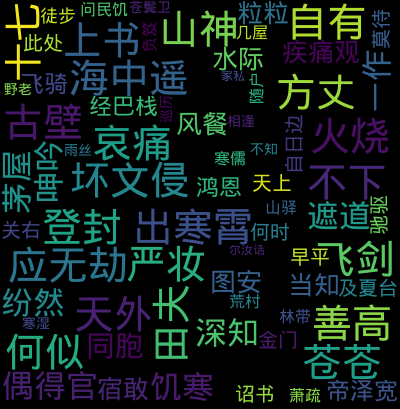 十七
徒步
问民饥
苍鬓卫
山神
粒粒
自有
莫待
此处
上书
负笈
几屋
疾痛观
一作
飞骑
海中遥
水际
家私
随户
方丈
野老
古壁
经巴栈
巡历
风餐
相逢
自日边
火烧
茅屋
呻吟
雨丝
哀痛
寒儒
不知
不下
坏文侵
鸿恩
天上
驰驱
登封
出寒霄
山驿
遮道
关右
何时
尔汝话
应无劫
严妆
早平
飞剑
图安
当知
及夏台
纷然
天外
荒村
寒湿
田夫
深知
林带
善高
何似
同胞
金门
苍苍
偶得官
宿敢
饥寒
诏书
萧疏
帝泽宽